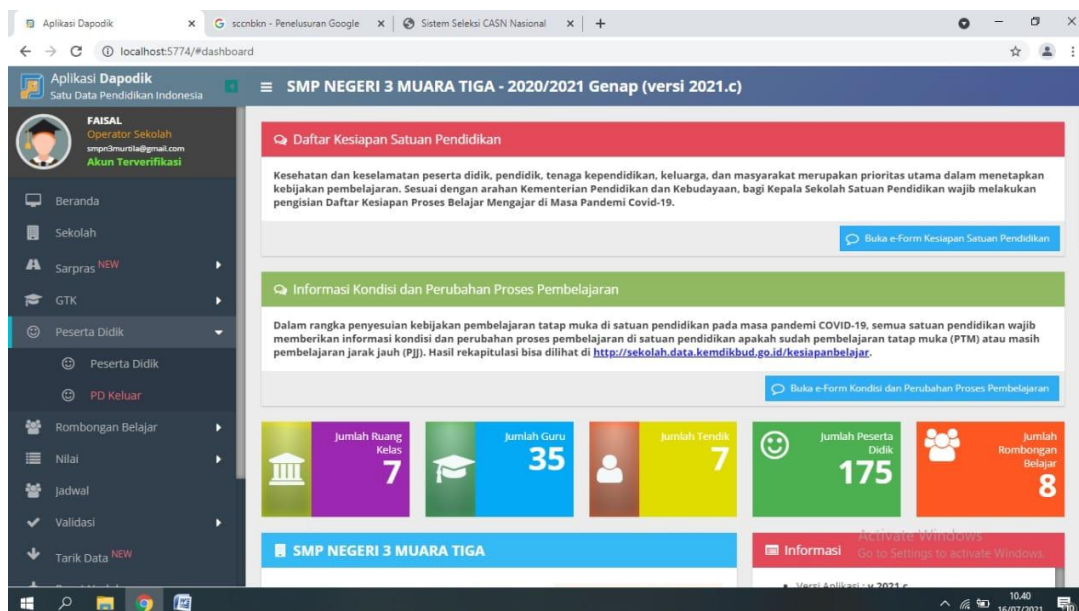 Aplikasi Dapodik
sccnbkn - Penelusuran Google
Sistem Seleksi CASN Nasional
localhost:5774/#dashboard
Aplikasi Dapodik
Satu Data Pendidikan Indonesia
SMP NEGERI 3 MUARA TIGA - 2020/2021 Genap (versi 2021.c)
FAISAL
Operator Sekolah
smpn3murtila@gmail.com
Akun Terverifikasi
Beranda
Sekolah
Sarpras NEW
GTK
Peserta Didik
Peserta Didik
PD Keluar
Rombongan Belajar
Nilai
Jadwal
Validasi
Tarik Data NEW
Daftar Kesiapan Satuan Pendidikan
Kesehatan dan keselamatan peserta didik, pendidik, tenaga kependidikan, keluarga, dan masyarakat merupakan prioritas utama dalam menetapkan
kebijakan pembelajaran. Sesuai dengan arahan Kementerian Pendidikan dan Kebudayaan, bagi Kepala Sekolah Satuan Pendidikan wajib melakukan
pengisian Daftar Kesiapan Proses Belajar Mengajar di Masa Pandemi Covid-19.
Buka e-Form Kesiapan Satuan Pendidikan
Informasi Kondisi dan Perubahan Proses Pembelajaran
Dalam rangka penyesuian kebijakan pembelajaran tatap muka di satuan pendidikan pada masa pandemi COVID-19, semua satuan pendidikan wajib
memberikan informasi kondisi dan perubahan proses pembelajaran di satuan pendidikan apakah sudah pembelajaran tatap muka (PTM) atau masih
pembelajaran jarak jauh (PJJ). Hasil rekapitulasi bisa dilihat di http://sekolah.data.kemdikbud.go.id/kesiapanbelajar.
Buka e-Form Kondisi dan Perubahan Proses Pembelajaran
Jumlah Ruang
Kelas
7
Jumlah Guru
35
Jumlah Tendik
7
Jumlah Peserta
Didik
175
Jumlah
Rombongan
Belajar
8
SMP NEGERI 3 MUARA TIGA
Informasi
Versi Aplikasi : v.2021.c
Activate Windows
Go to Settings to activate Windows.
10.40
16/07/2021